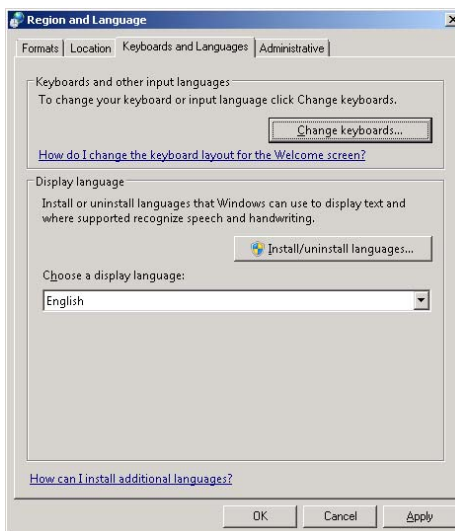 Region and Language
Formats Location Keyboards and Languages Administrative
Keyboards and other input languages
To change your keyboard or input language click Change keyboards.
Change keyboards...
How do I change the keyboard layout for the Welcome screen?
Display language
Install or uninstall languages that Windows can use to display text and
where supported recognize speech and handwriting.
Install/uninstall languages...
Choose a display language:
English
How can I install additional languages?
OK Cancel Apply